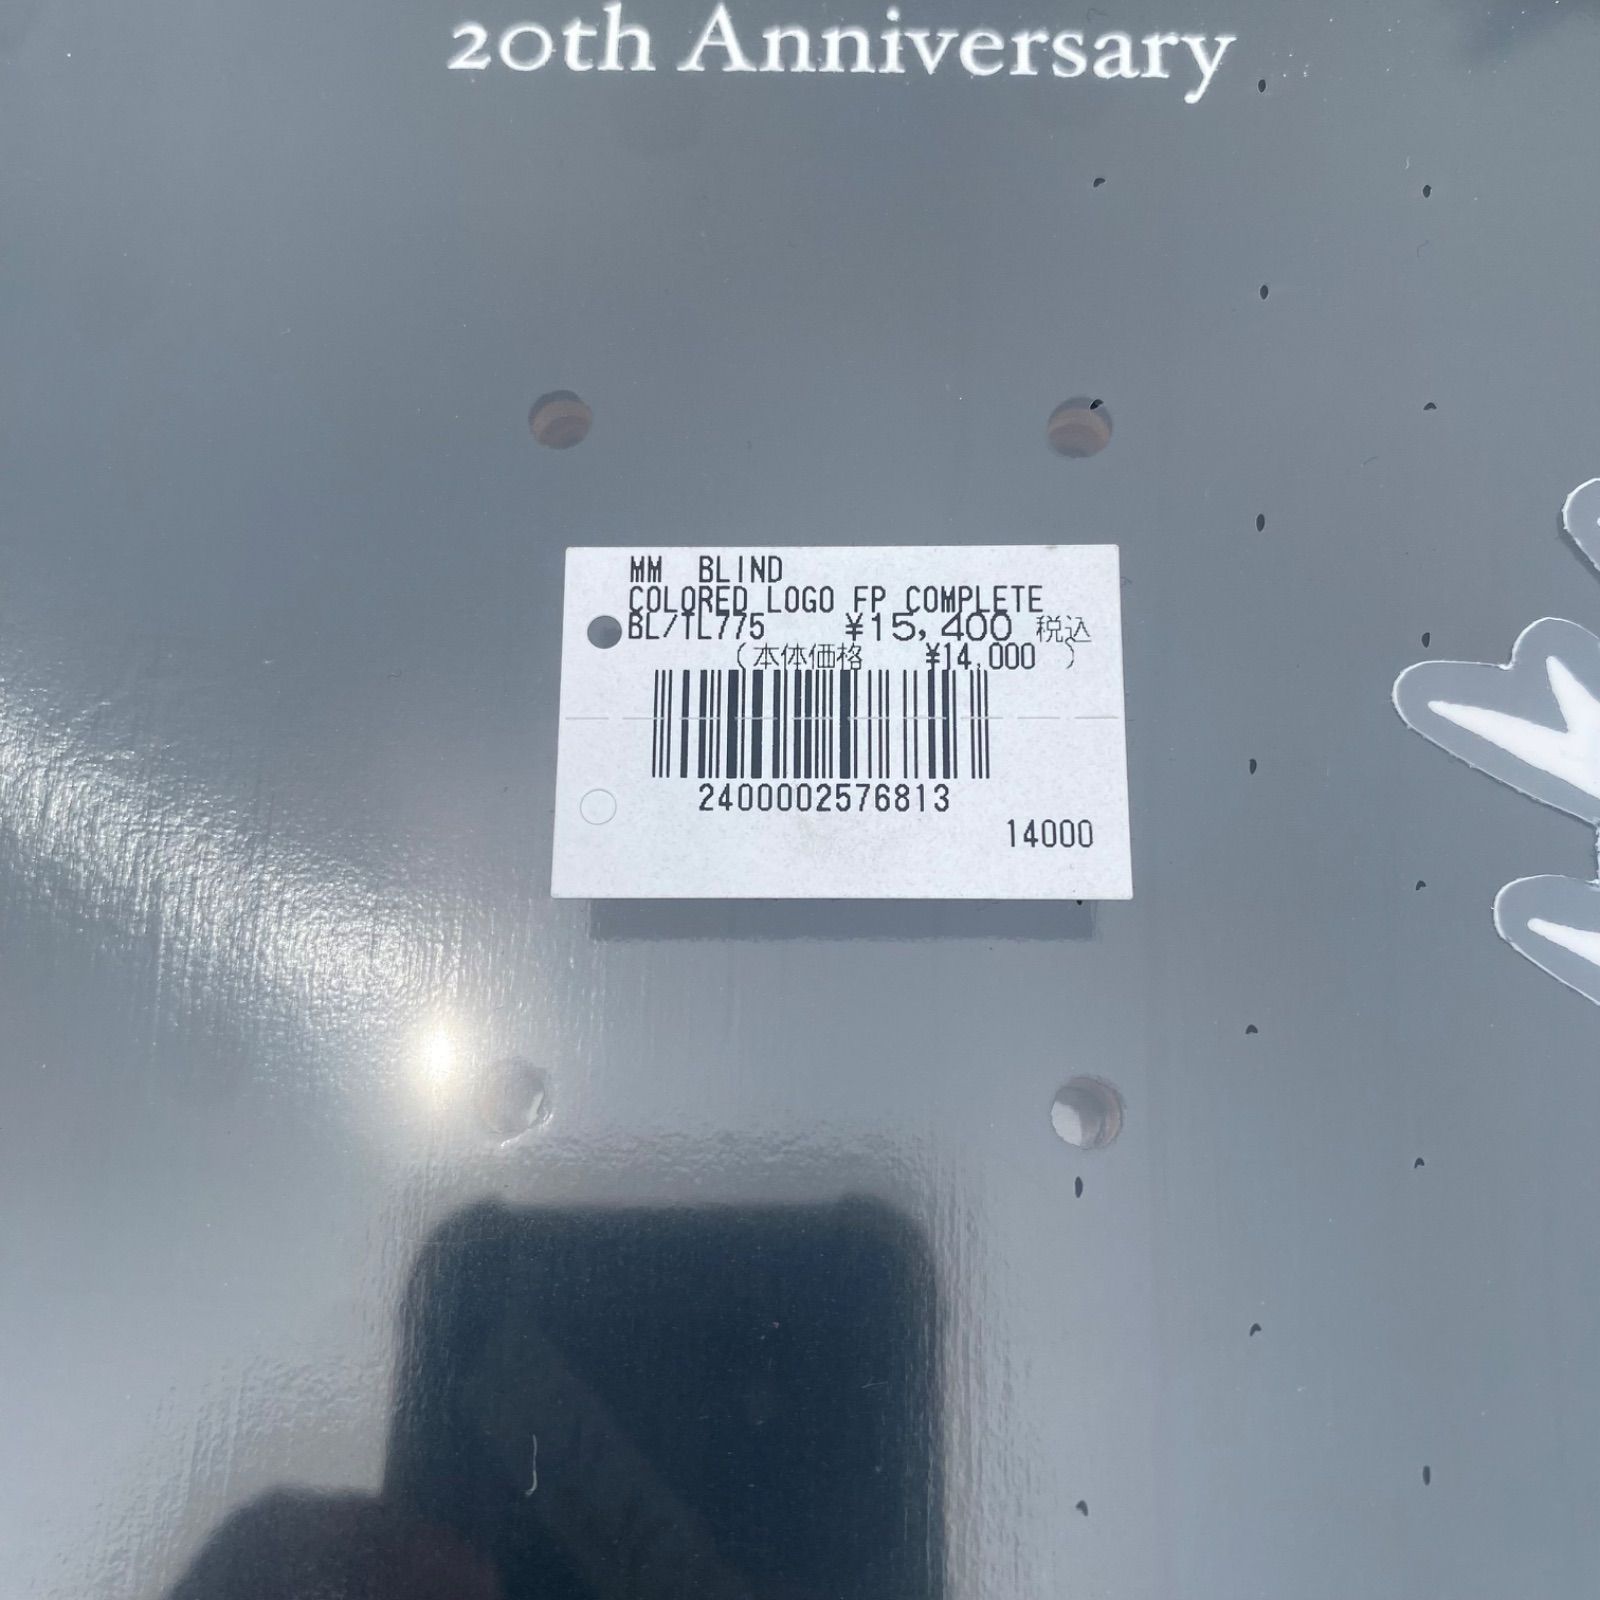 20th Anniversary
MM BLIND
COLORED LOGO FP COMPLETE
BL/TL775 ¥15,400 税込
(本体価格 ¥14,000 )
2400002576813
14000